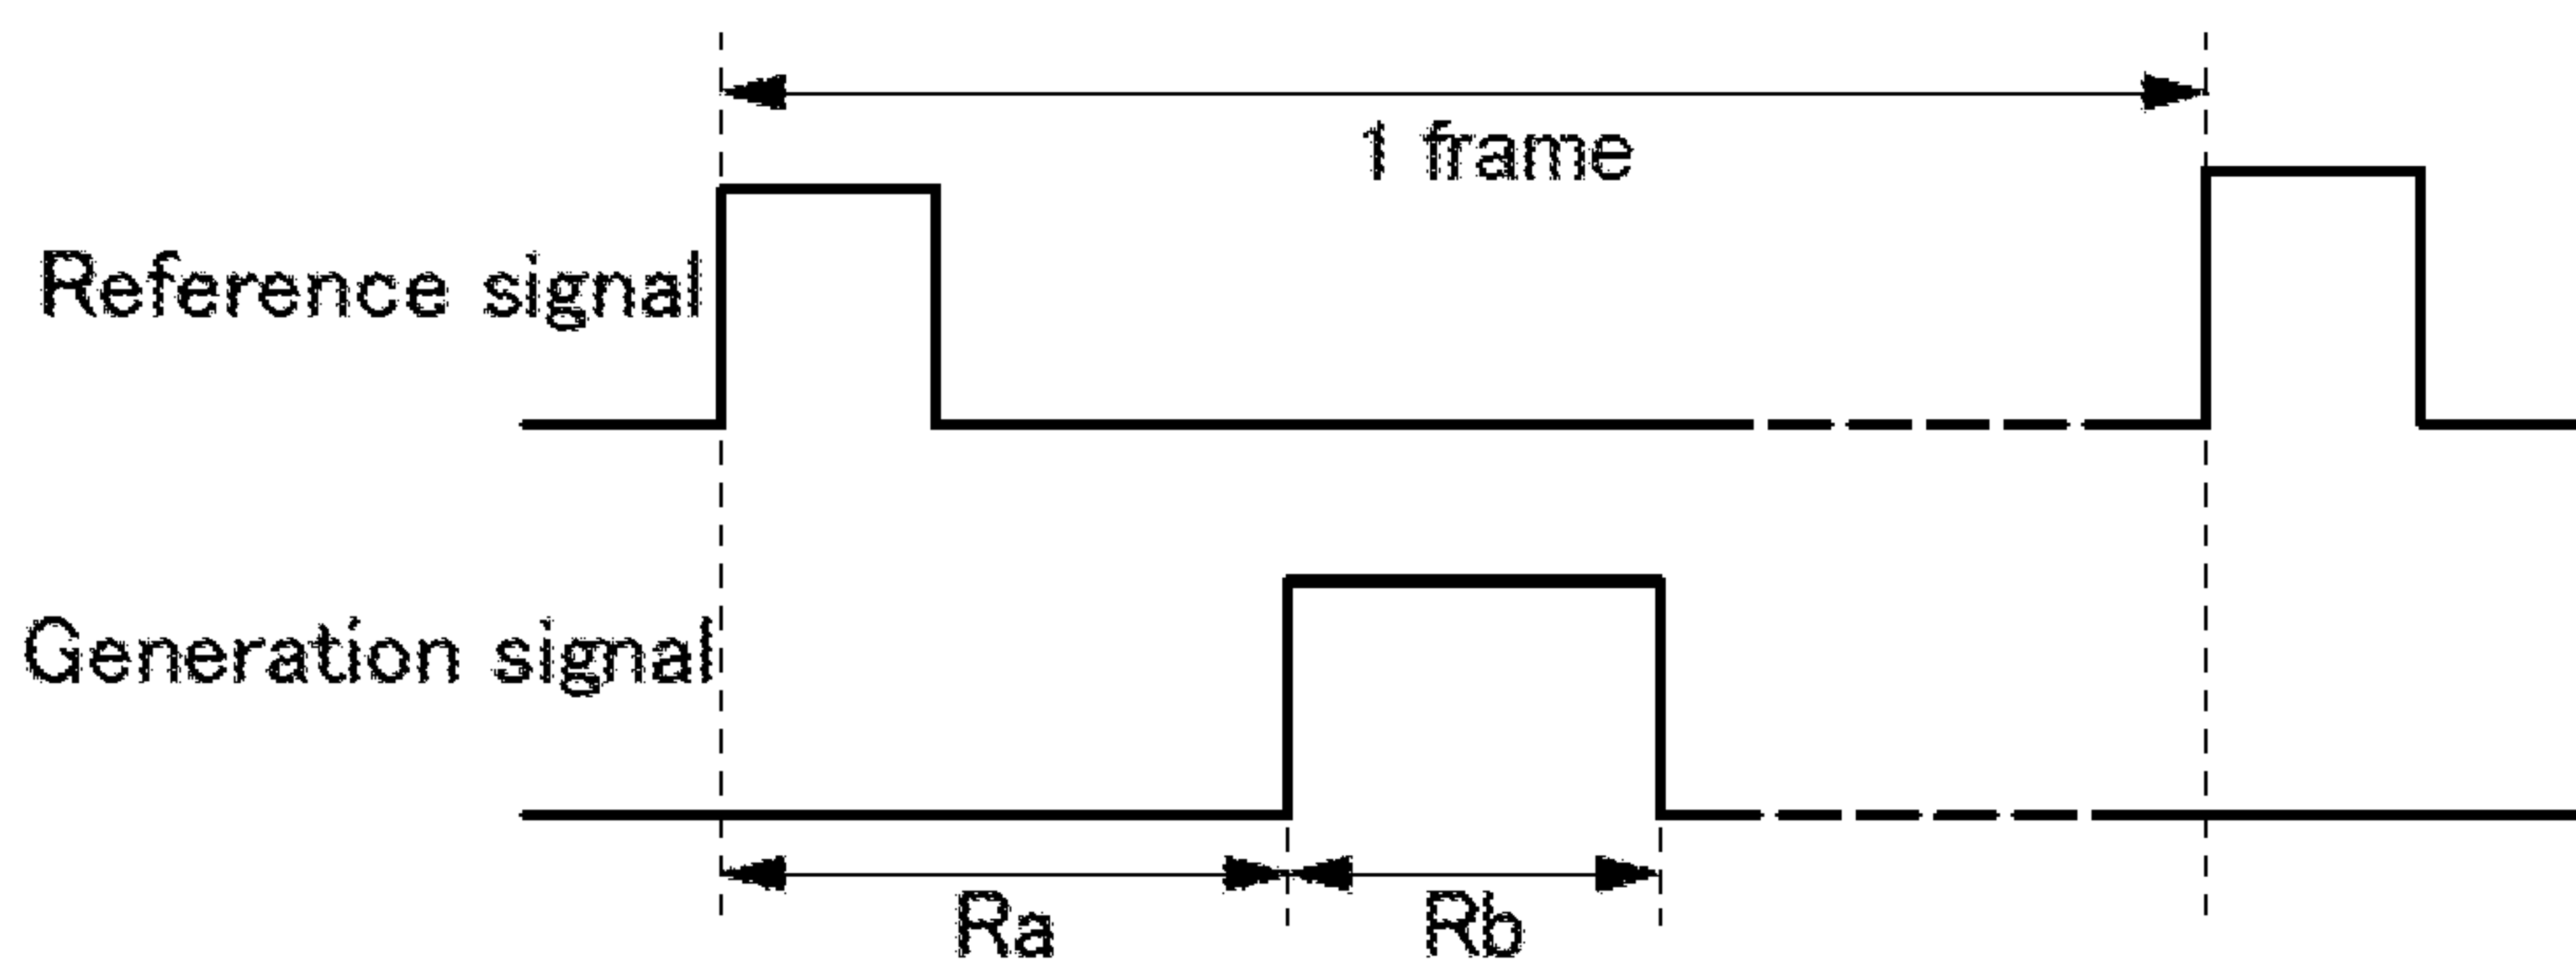 1 frame
Reference signal
Generation signal
Ra
Rb